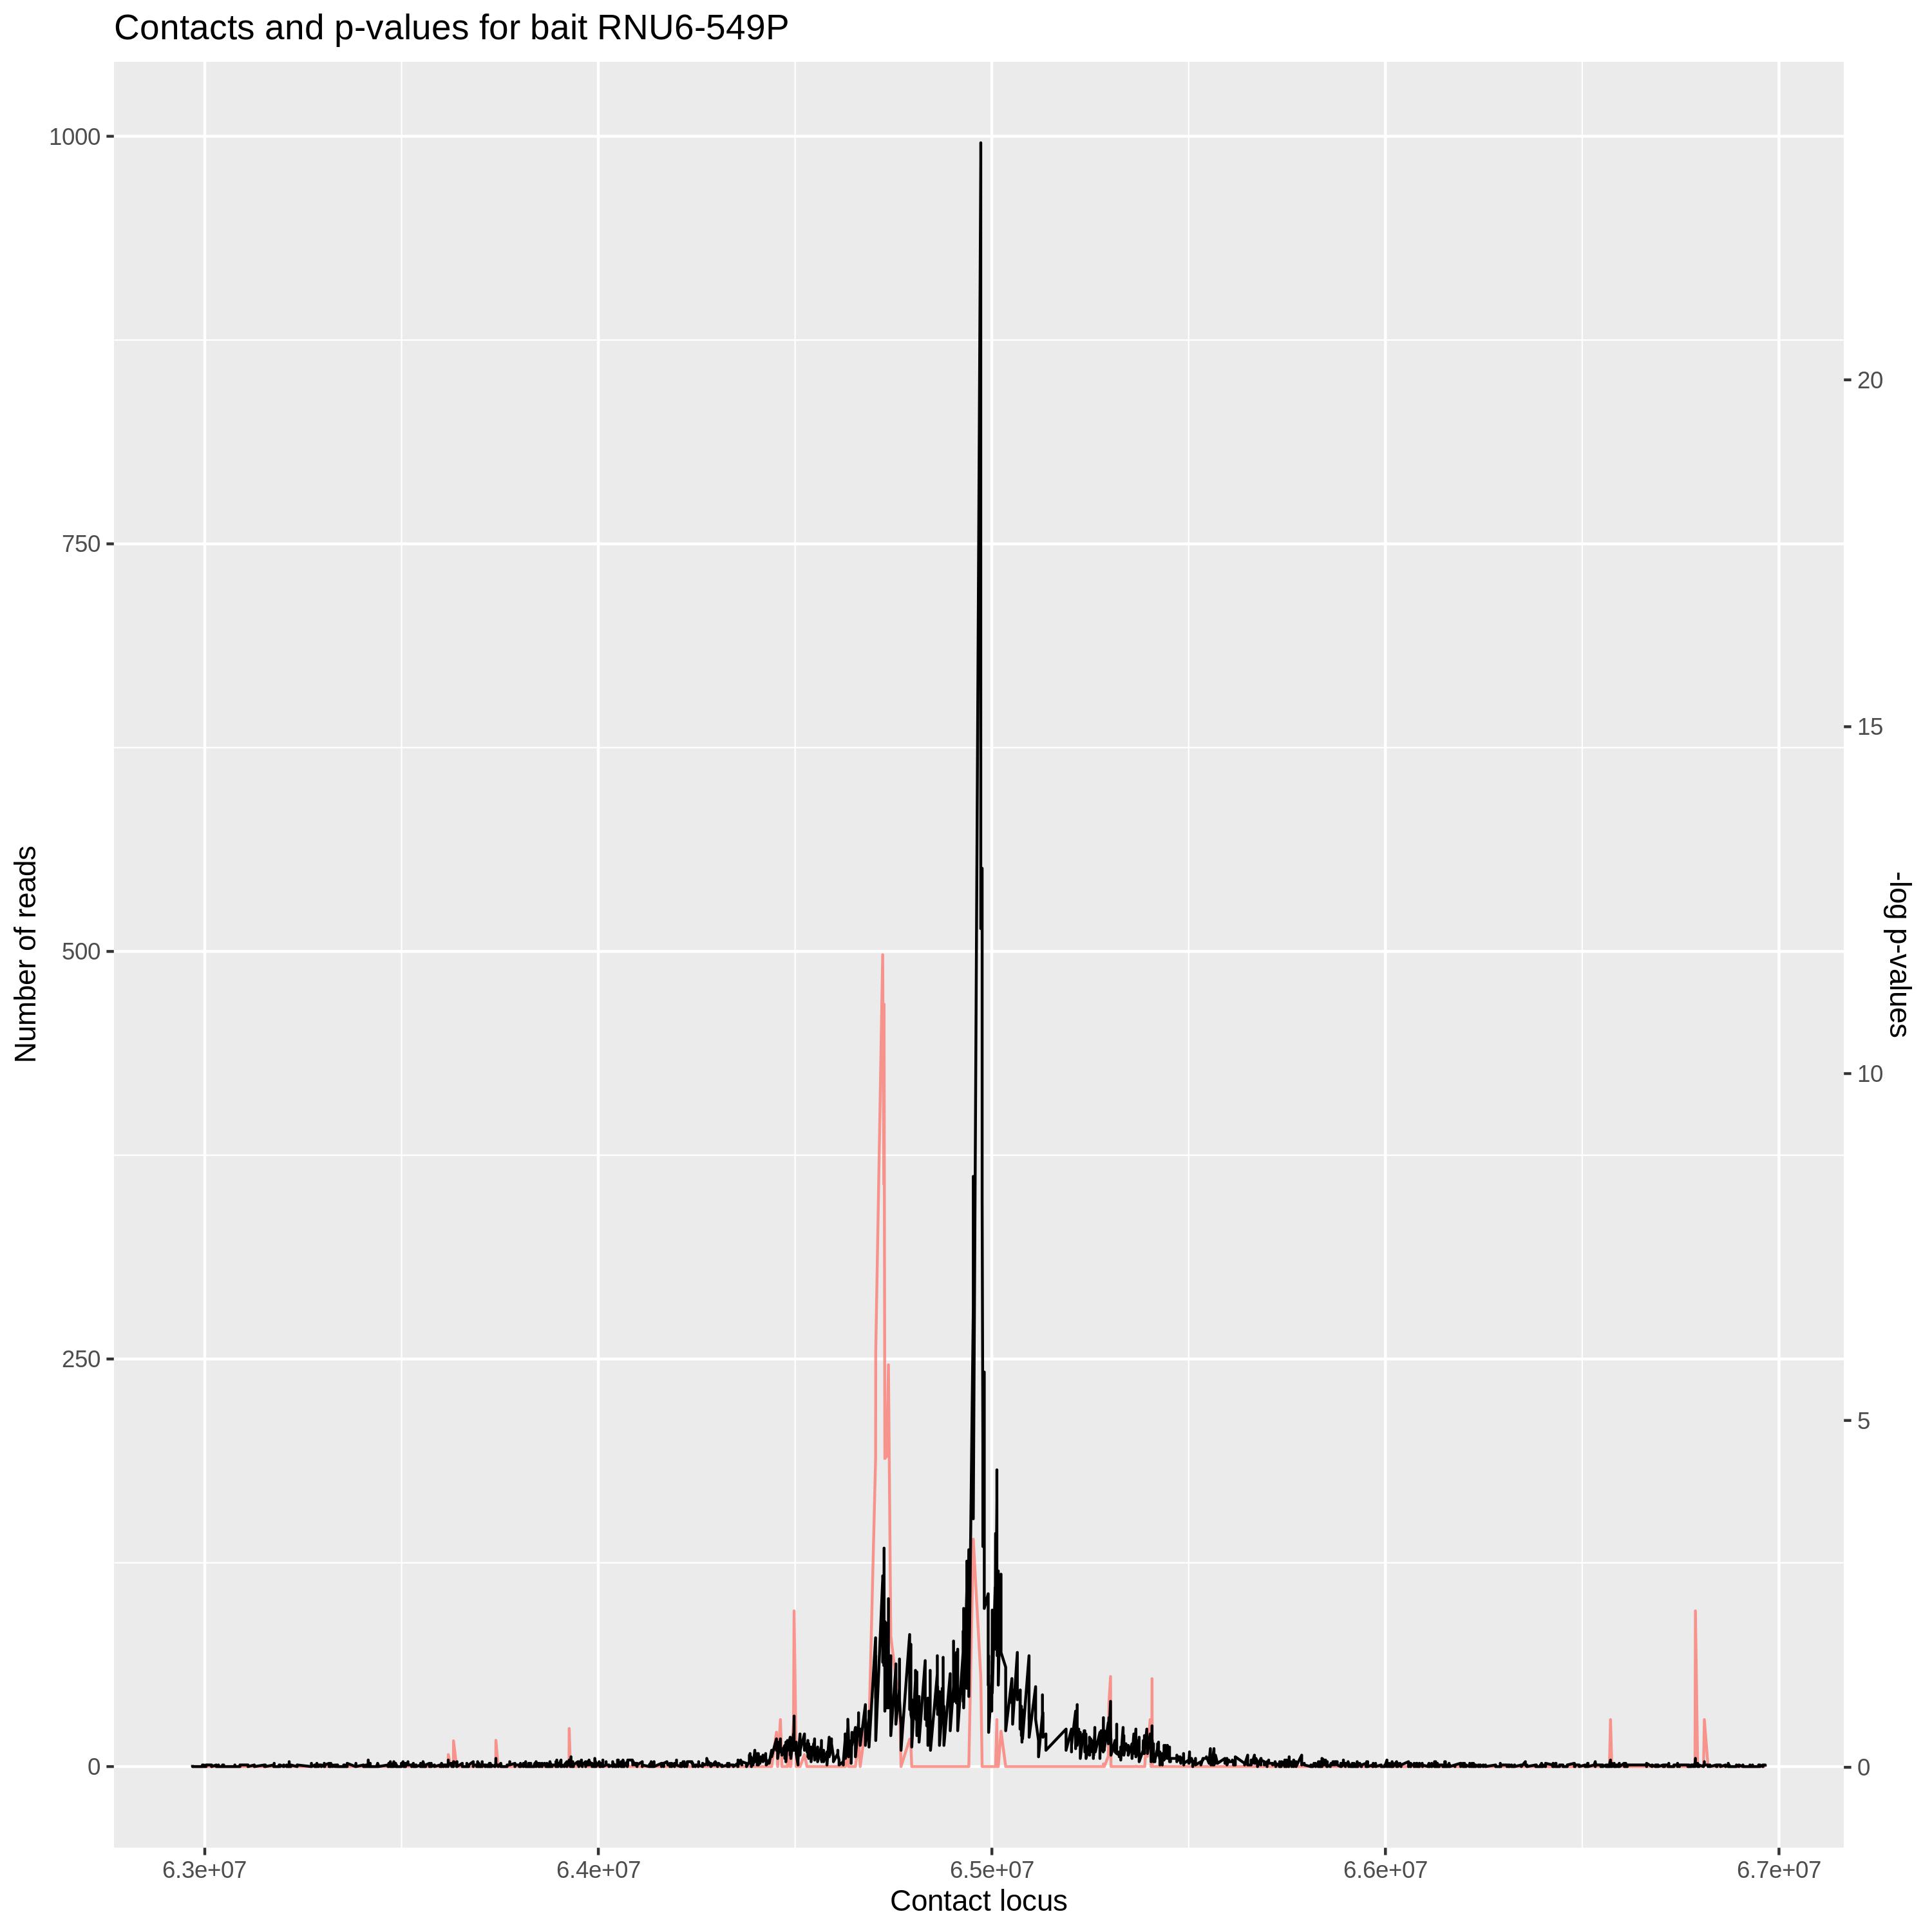 Contacts and p-values for bait RNU6-549P
1000
750
500
250
0
Number of reads
20
15
10
5
0
-log p-values
6.3e+07
6.4e+07
6.5e+07
6.6e+07
6.7e+07
Contact locus